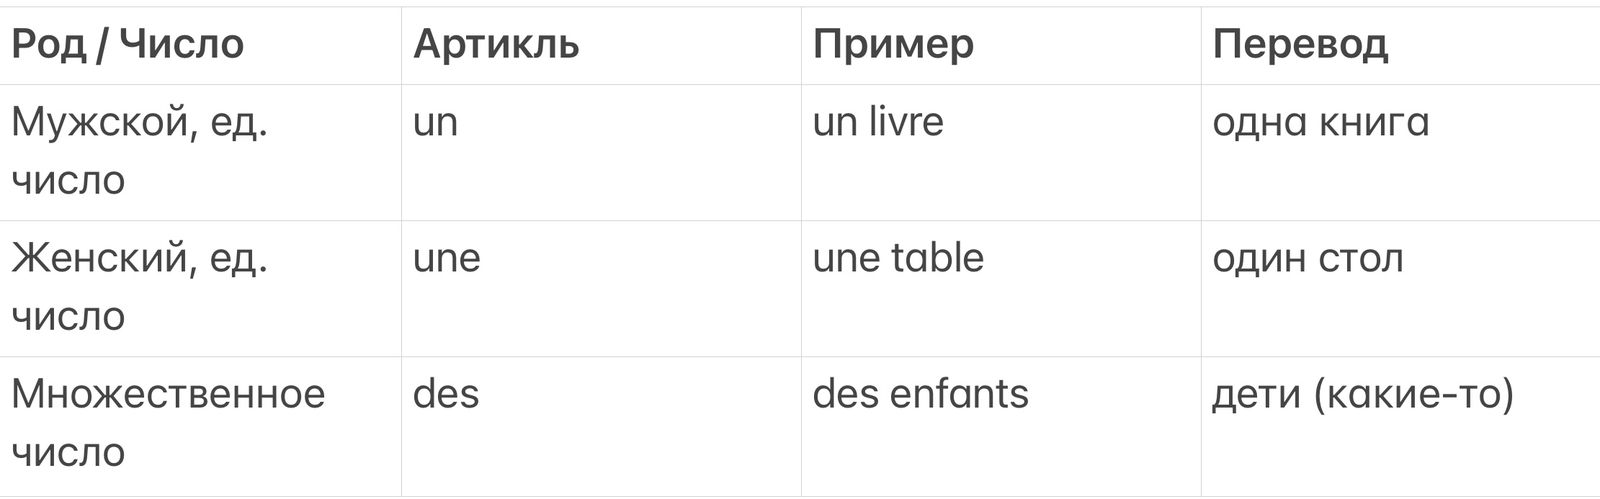 Род / Число Артикль Пример Перевод
Мужской, ед. un un livre одна книга
число
Женский, ед. une une table один стол
число
Множественное des des enfants дети (какие-то)
число